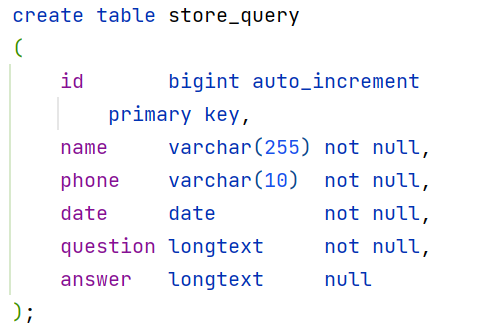 create table store_query
(
    id       bigint auto_increment
        primary key,
    name     varchar(255) not null,
    phone    varchar(10)  not null,
    date     date         not null,
    question longtext     not null,
    answer   longtext     null
);